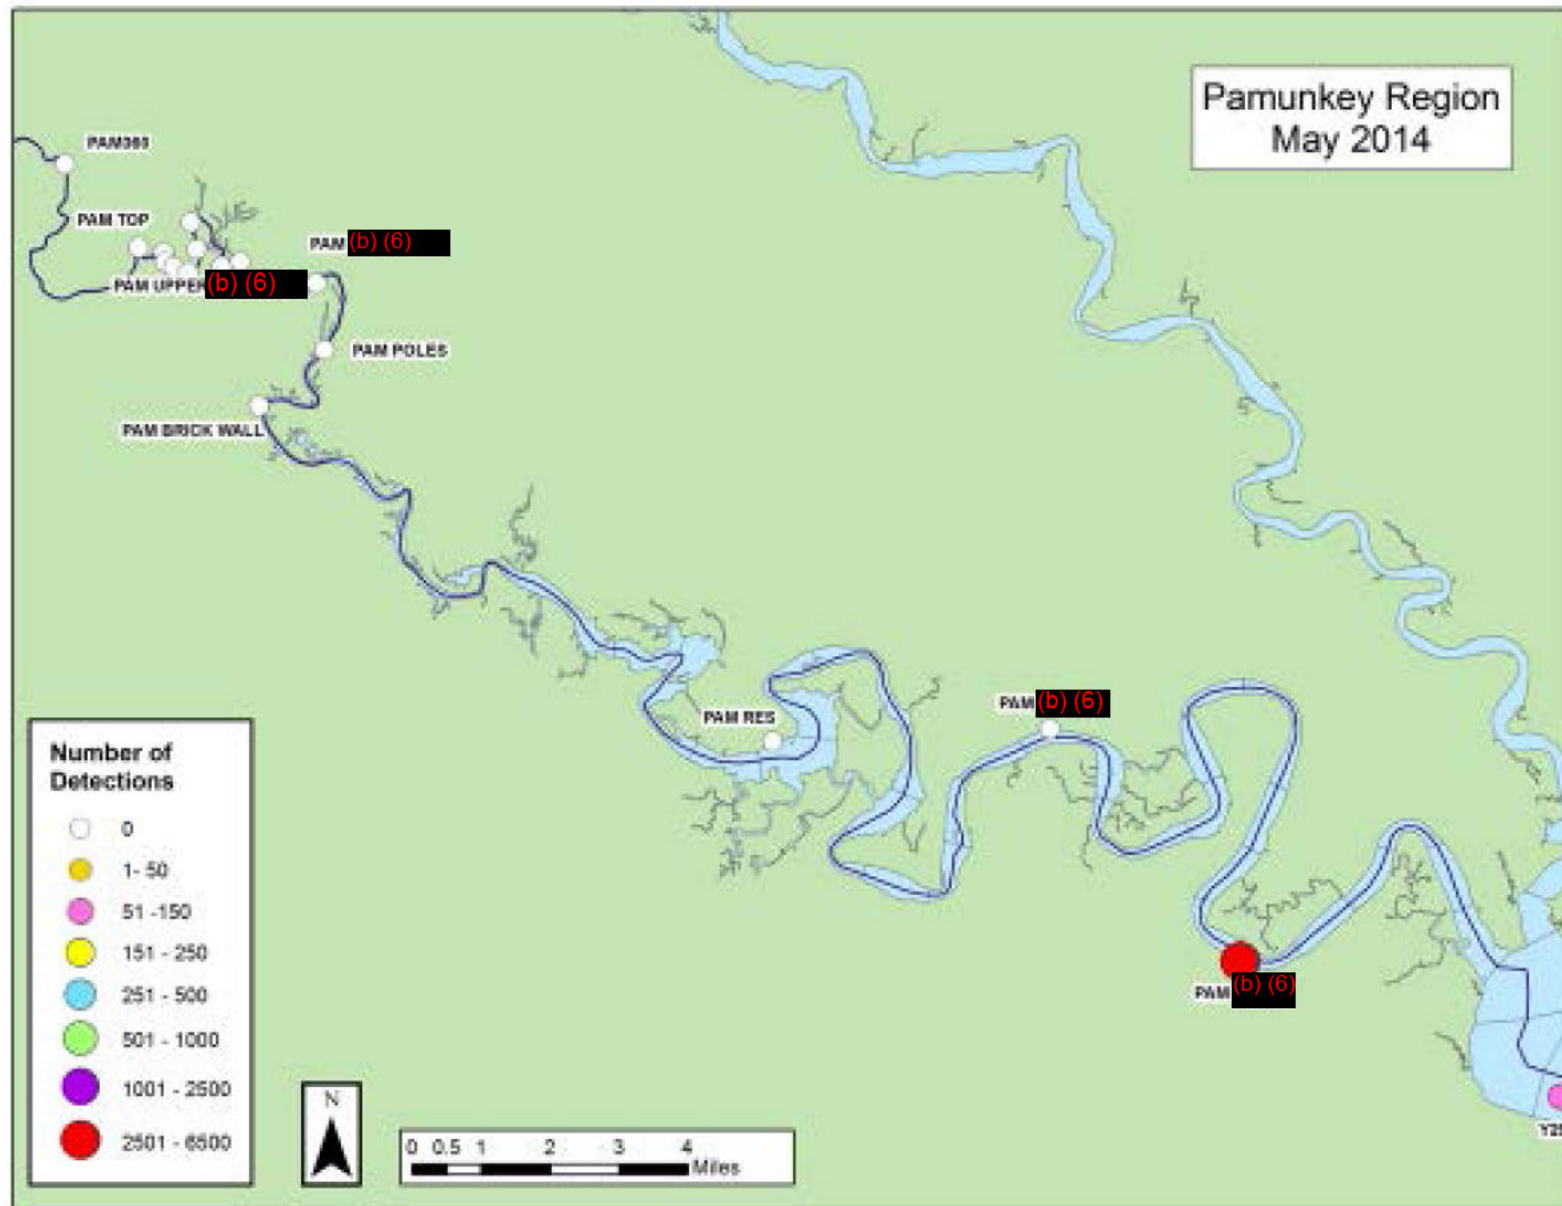 Pamunkey Region
May 2014
PAM360
PAM TOP
PAM (b) (6)
PAM UPPER (b) (6)
PAM POLES
PAM BRICK WALL
PAM RES
PAM (b) (6)
PAM (b) (6)
Number of
Detections
0
1- 50
51 -150
151 - 250
251 - 500
501 - 1000
1001 - 2500
2501 - 6500
N
0 0.5 1 2 3 4
Miles